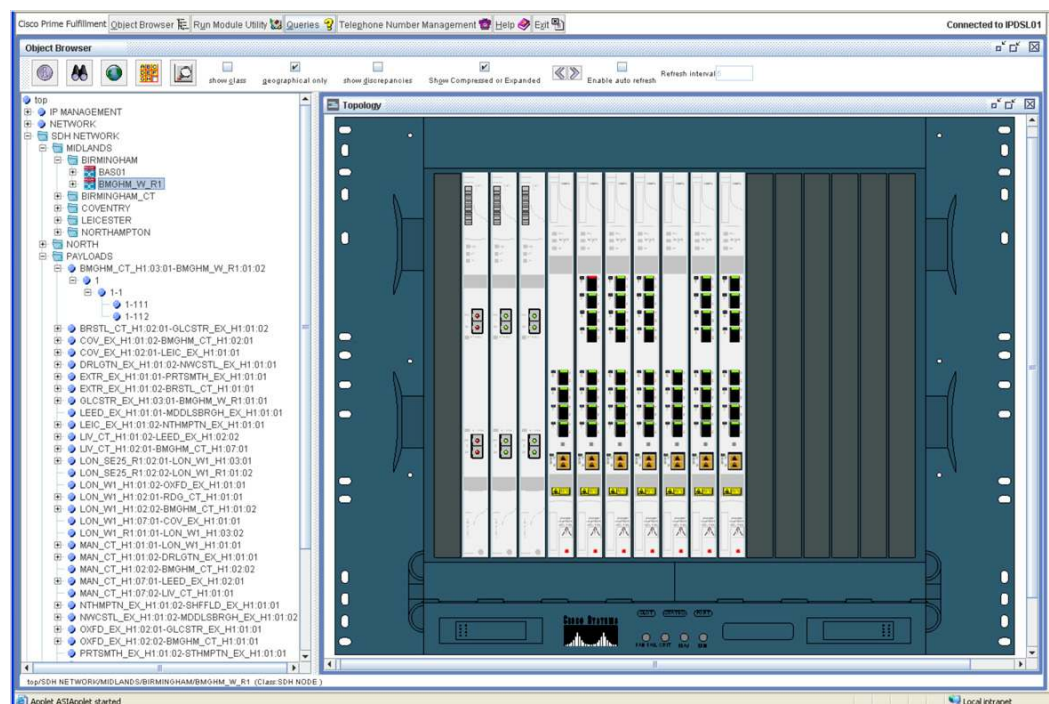 Cisco Prime Fulfillment Object Browser Run Module Utility Queries Telephone Number Management Help Exit Connected to IPDSL01
Object Browser
show class geographical only show discrepancies Show Compressed or Expanded Enable auto refresh Refresh interval
top
IP MANAGEMENT
NETWORK
SDH NETWORK
MIDLANDS
BIRMINGHAM
BAS01
BMGHM_W_R1
BIRMINGHAM_CT
COVENTRY
LEICESTER
NORTHAMPTON
NORTH
PAYLOADS
BMGHM_CT_H1:03:01-BMGHM_W_R1:01:02
1
1-1
1-111
1-112
BRSTL_CT_H1:02:01-GLCSTR_EX_H1:01:02
COV_EX_H1:01:02-BMGHM_CT_H1:02:01
COV_EX_H1:02:01-LEIC_EX_H1:01:01
DRLGTN_EX_H1:01:02-NWCSTL_EX_H1:01:01
EXTR_EX_H1:01:01-PRTSMTH_EX_H1:01:01
EXTR_EX_H1:01:02-BRSTL_CT_H1:01:01
GLCSTR_EX_H1:03:01-BMGHM_W_R1:01:01
LEED_EX_H1:01:01-MDDLSBRGH_EX_H1:01:01
LEIC_EX_H1:01:02-NTHMPTN_EX_H1:01:01
LIV_CT_H1:01:02-LEED_EX_H1:02:02
LIV_CT_H1:02:01-BMGHM_CT_H1:07:01
LON_SE25_R1:02:01-LON_W1_H1:03:01
LON_SE25_R1:02:02-LON_W1_R1:01:02
LON_W1_H1:01:02-OXFD_EX_H1:01:01
LON_W1_H1:02:01-RDG_CT_H1:01:01
LON_W1_H1:02:02-BMGHM_CT_H1:01:02
LON_W1_H1:07:01-COV_EX_H1:01:01
LON_W1_R1:01:01-LON_W1_H1:03:02
MAN_CT_H1:01:01-LON_W1_H1:01:01
MAN_CT_H1:01:02-DRLGTN_EX_H1:01:01
MAN_CT_H1:02:02-BMGHM_CT_H1:02:02
MAN_CT_H1:07:01-LEED_EX_H1:02:01
MAN_CT_H1:07:02-LIV_CT_H1:01:01
NTHMPTN_EX_H1:01:02-SHFFLD_EX_H1:01:01
NWCSTL_EX_H1:01:02-MDDLSBRGH_EX_H1:01:02
OXFD_EX_H1:02:01-GLCSTR_EX_H1:01:01
OXFD_EX_H1:02:02-BMGHM_CT_H1:01:01
PRTSMTH_EX_H1:01:02-STHMPTN_EX_H1:01:01
Topology
CISCO SYSTEMS
top/SDH NETWORK/MIDLANDS/BIRMINGHAM/BMGHM_W_R1 (Class:SDH NODE )
Applet ASIApplet started Local intranet